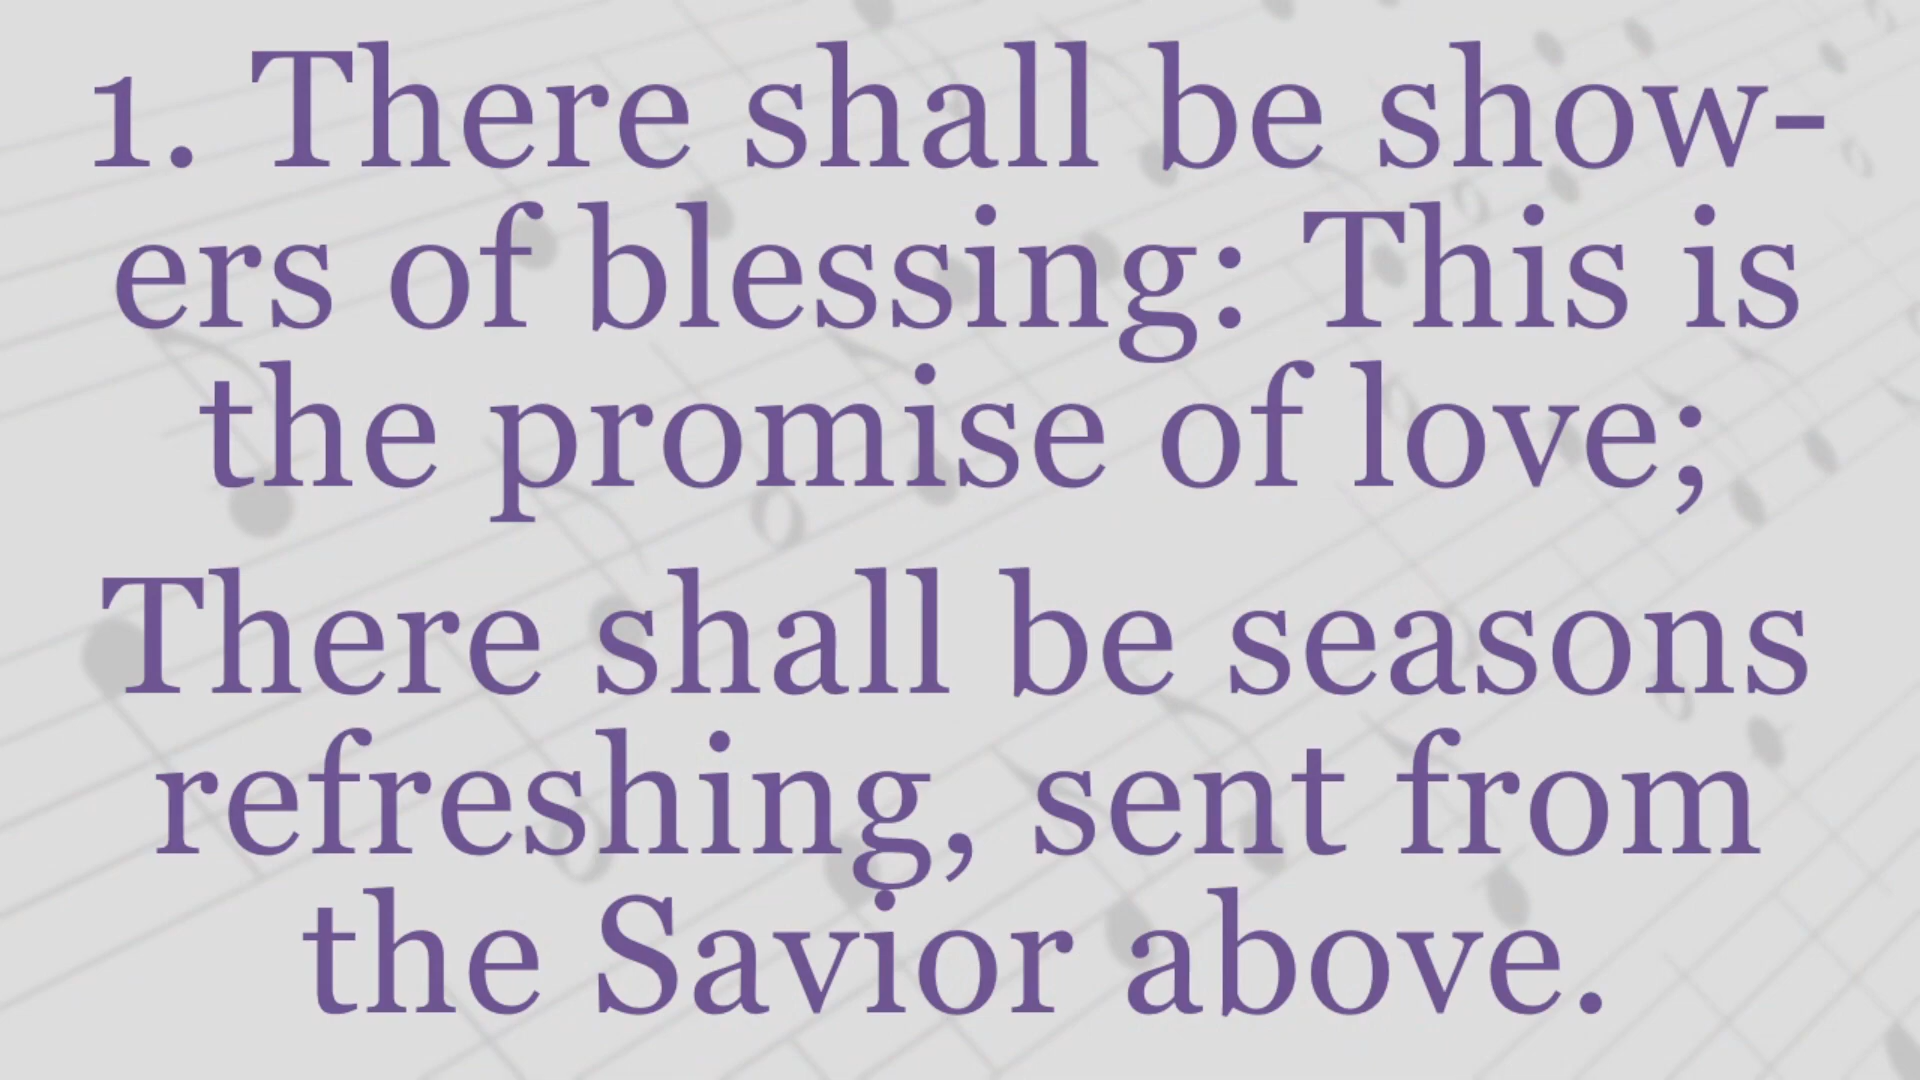 1. There shall be show-
ers of blessing: This is
the promise of love;
There shall be seasons
refreshing, sent from
the Savior above.